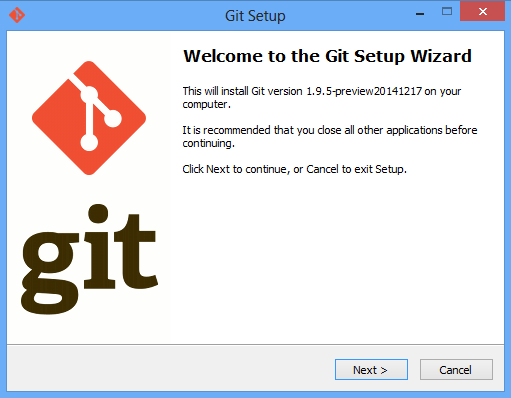 Git Setup
Welcome to the Git Setup Wizard
This will install Git version 1.9.5-preview20141217 on your
computer.
It is recommended that you close all other applications before
continuing.
Click Next to continue, or Cancel to exit Setup.
git
Next >
Cancel